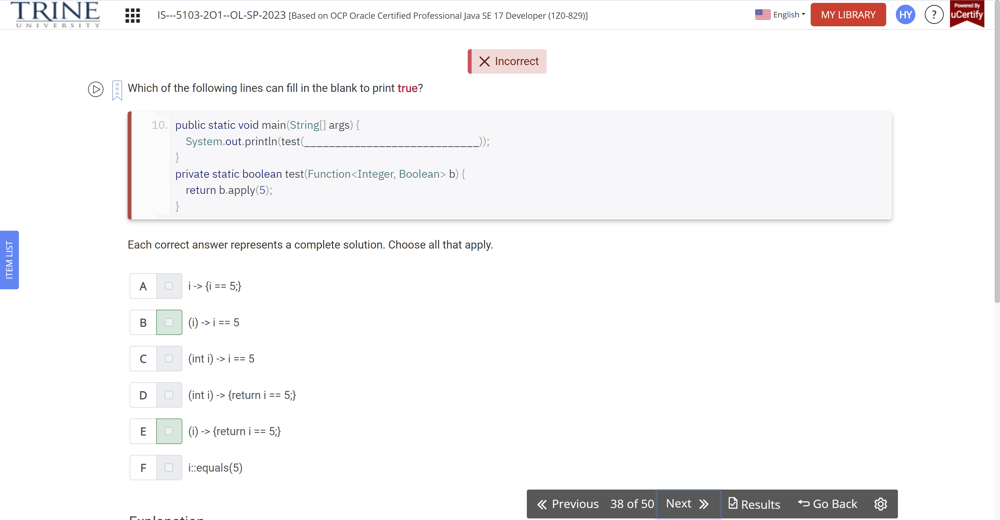 TRINE
UNIVERSITY
IS---5103-2O1--OL-SP-2023 [Based on OCP Oracle Certified Professional Java SE 17 Developer (1Z0-829)]
English
MY LIBRARY
HY
?
Powered By
uCertify
Incorrect
Which of the following lines can fill in the blank to print true?
10. public static void main(String[] args) {
System.out.println(test(____________________________));
}
private static boolean test(Function<Integer, Boolean> b) {
return b.apply(5);
}
ITEM LIST
Each correct answer represents a complete solution. Choose all that apply.
A i -> {i == 5;}
B (i) -> i == 5
C (int i) -> i == 5
D (int i) -> {return i == 5;}
E (i) -> {return i == 5;}
F i::equals(5)
Previous 38 of 50 Next Results Go Back
Explanation